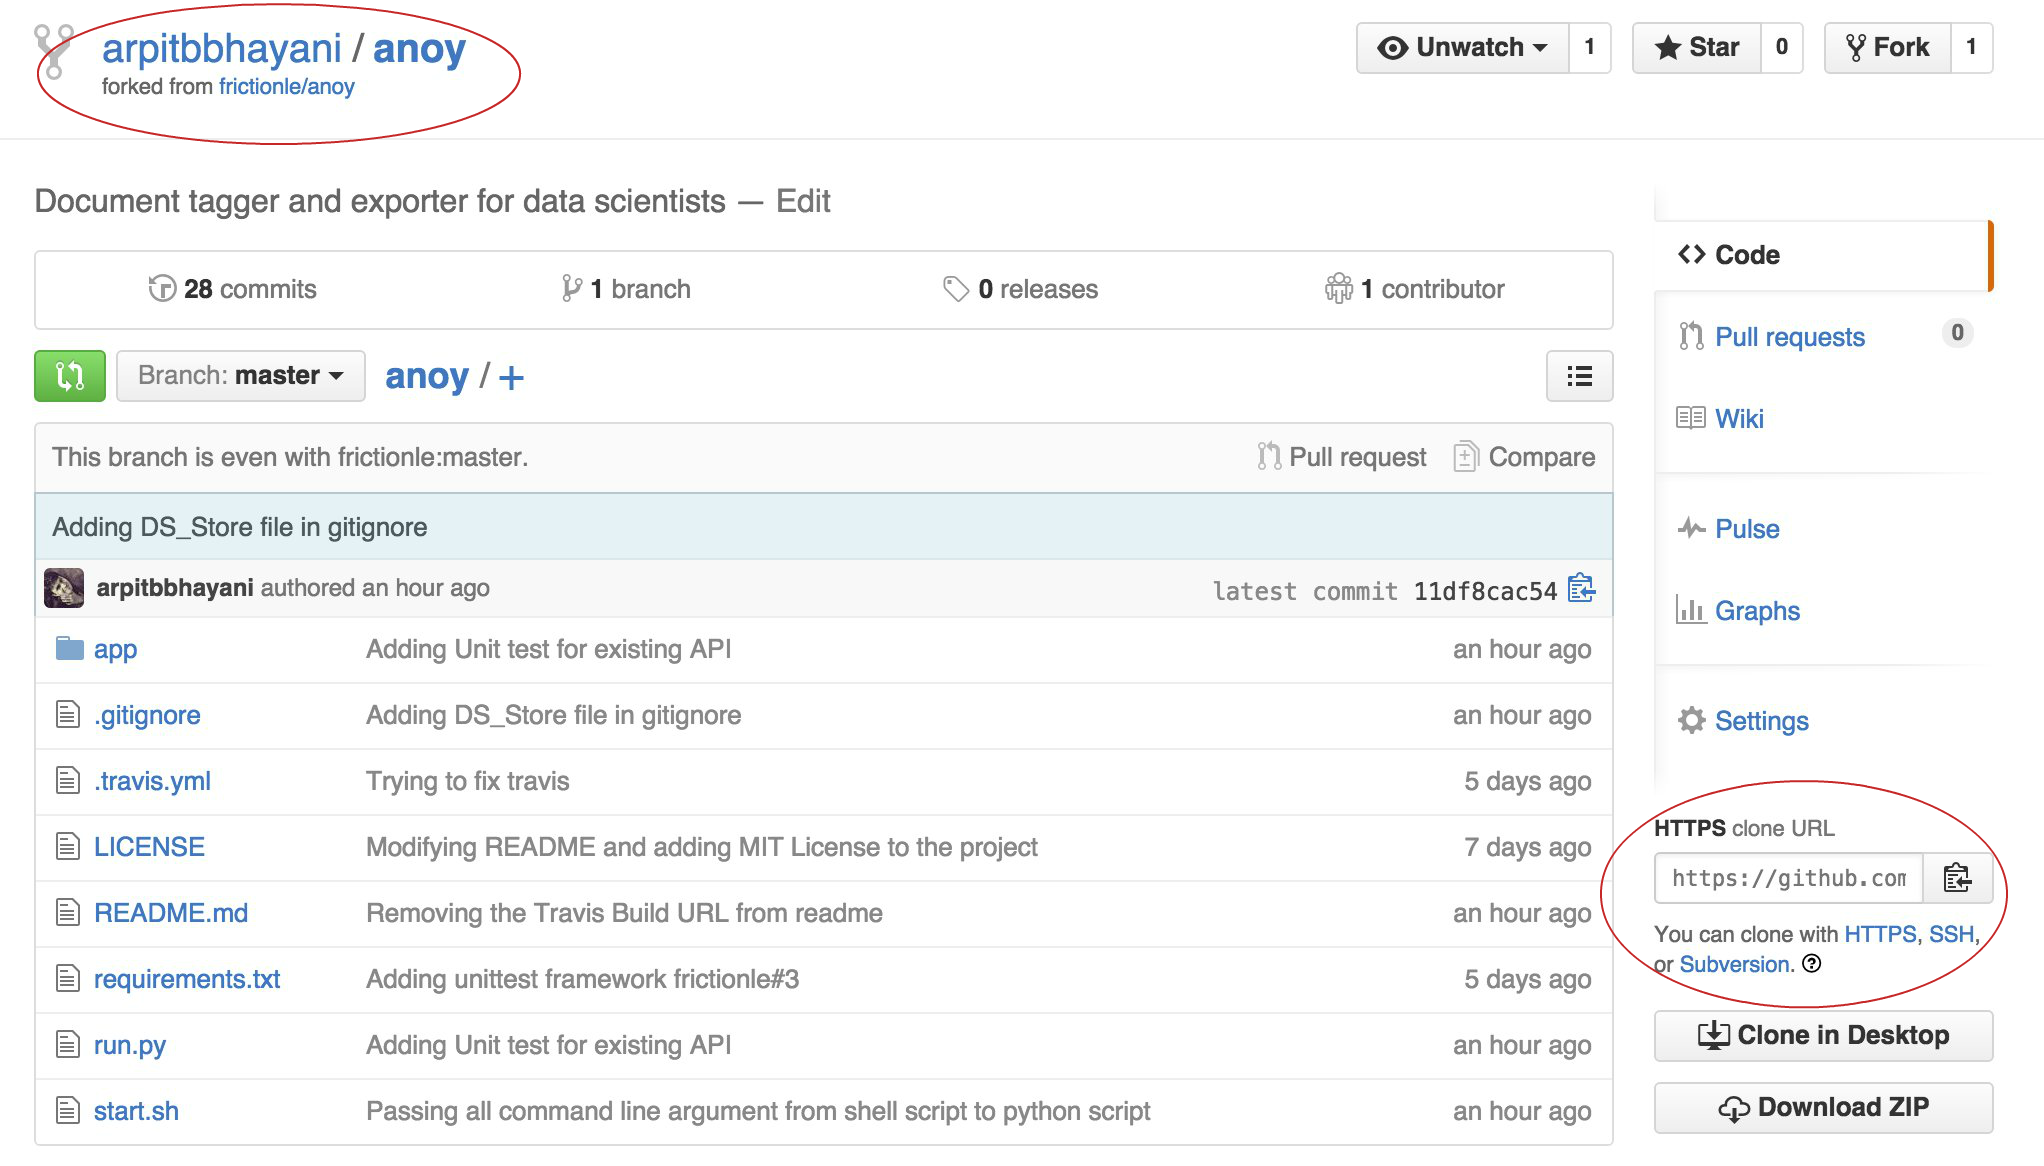 arpitbbhayani / anoy
forked from frictionle/anoy
Unwatch 1
Star 0
Fork 1
Document tagger and exporter for data scientists — Edit
28 commits
1 branch
0 releases
1 contributor
Branch: master
anoy / +
This branch is even with frictionle:master.
Pull request
Compare
Adding DS_Store file in gitignore
arpitbbhayani authored an hour ago
latest commit 11df8cac54
app Adding Unit test for existing API an hour ago
.gitignore Adding DS_Store file in gitignore an hour ago
.travis.yml Trying to fix travis 5 days ago
LICENSE Modifying README and adding MIT License to the project 7 days ago
README.md Removing the Travis Build URL from readme an hour ago
requirements.txt Adding unittest framework frictionle#3 5 days ago
run.py Adding Unit test for existing API an hour ago
start.sh Passing all command line argument from shell script to python script an hour ago
Code
Pull requests 0
Wiki
Pulse
Graphs
Settings
HTTPS clone URL
https://github.com
You can clone with HTTPS, SSH,
or Subversion.
Clone in Desktop
Download ZIP